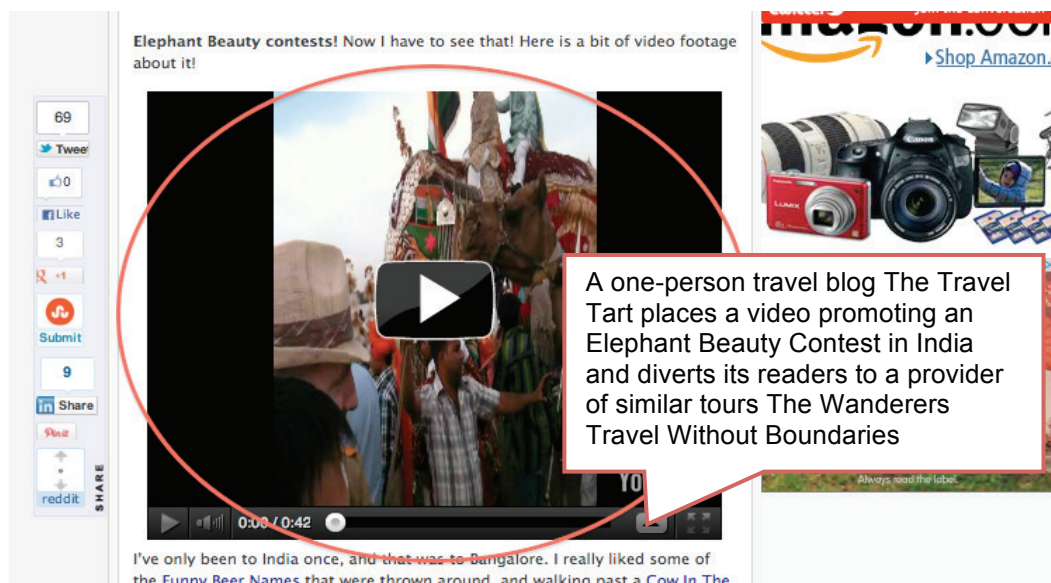 Elephant Beauty contests! Now I have to see that! Here is a bit of video footage
about it!
Shop Amazon.
69
Tweet
0
Like
3
+1
Submit
9
Share
Pin it
reddit
SHARE
Canon
LUMIX
A one-person travel blog The Travel
Tart places a video promoting an
Elephant Beauty Contest in India
and diverts its readers to a provider
of similar tours The Wanderers
Travel Without Boundaries
Always read the label.
0:00 / 0:42
I've only been to India once, and that was to Bangalore. I really liked some of
the Funny Beer Names that were thrown around, and walking past a Cow In The